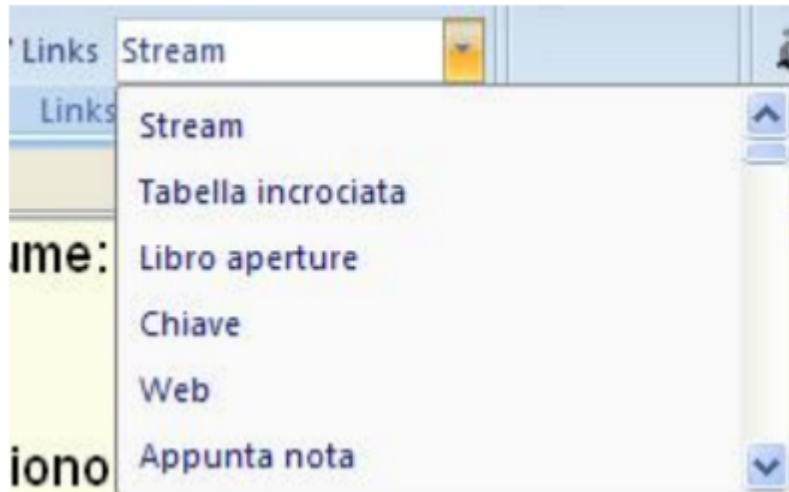 Links Stream
Links
Stream
Tabella incrociata
ume:
Libro aperture
Chiave
Web
iono
Appunta nota